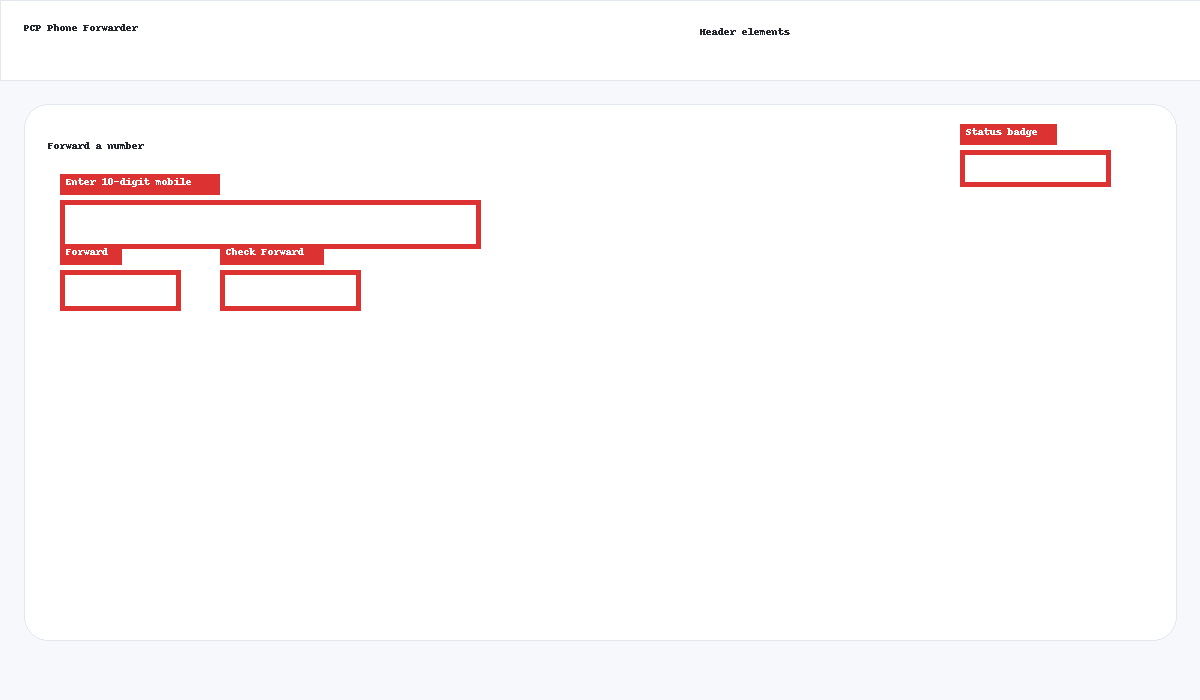 PCP Phone Forwarder
Header elements
Status badge
Forward a number
Enter 10-digit mobile
Forward
Check Forward